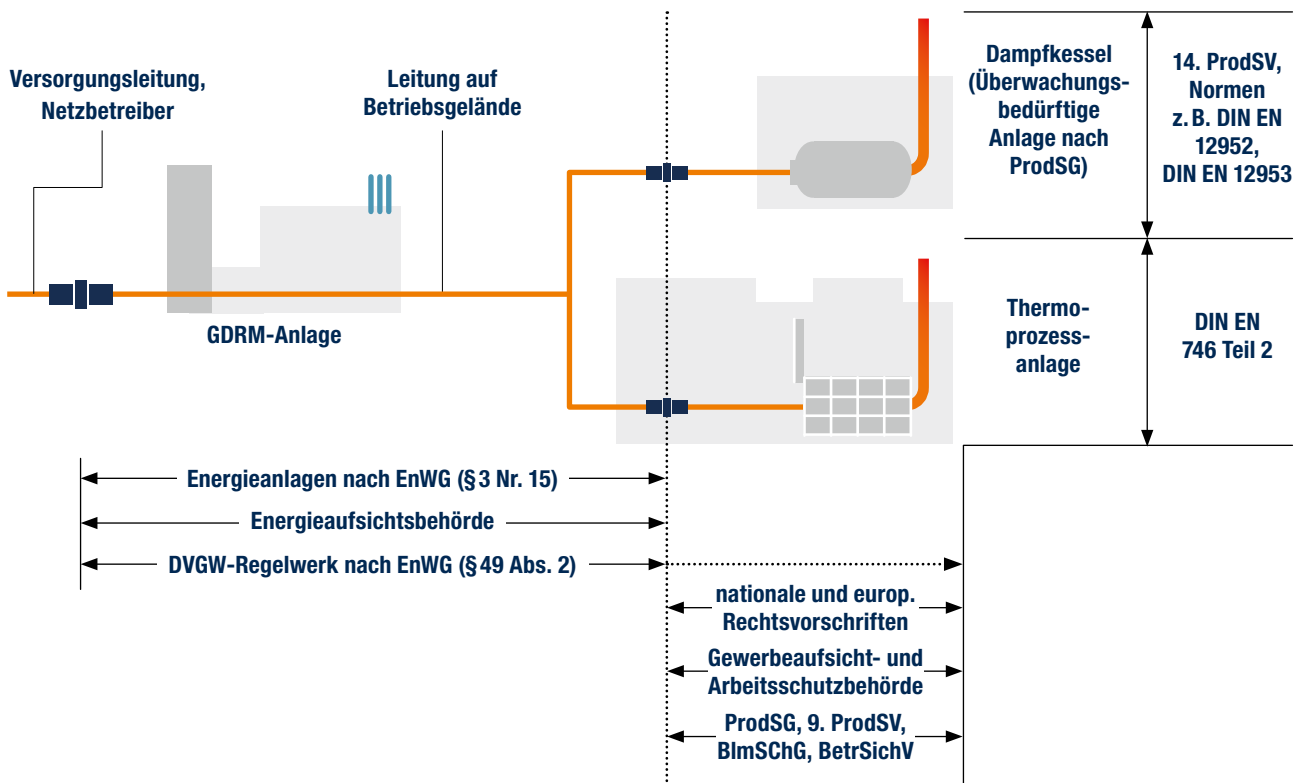 Versorgungsleitung,
Netzbetreiber
Leitung auf
Betriebsgelände
GDRM-Anlage
Dampfkessel
(Überwachungs-
bedürftige
Anlage nach
ProdSG)
14. ProdSV,
Normen
z. B. DIN EN
12952,
DIN EN 12953
Thermo-
prozess-
anlage
DIN EN
746 Teil 2
Energieanlagen nach EnWG (§ 3 Nr. 15)
Energieaufsichtsbehörde
DVGW-Regelwerk nach EnWG (§ 49 Abs. 2)
nationale und europ.
Rechtsvorschriften
Gewerbeaufsicht- und
Arbeitsschutzbehörde
ProdSG, 9. ProdSV,
BImSChG, BetrSichV